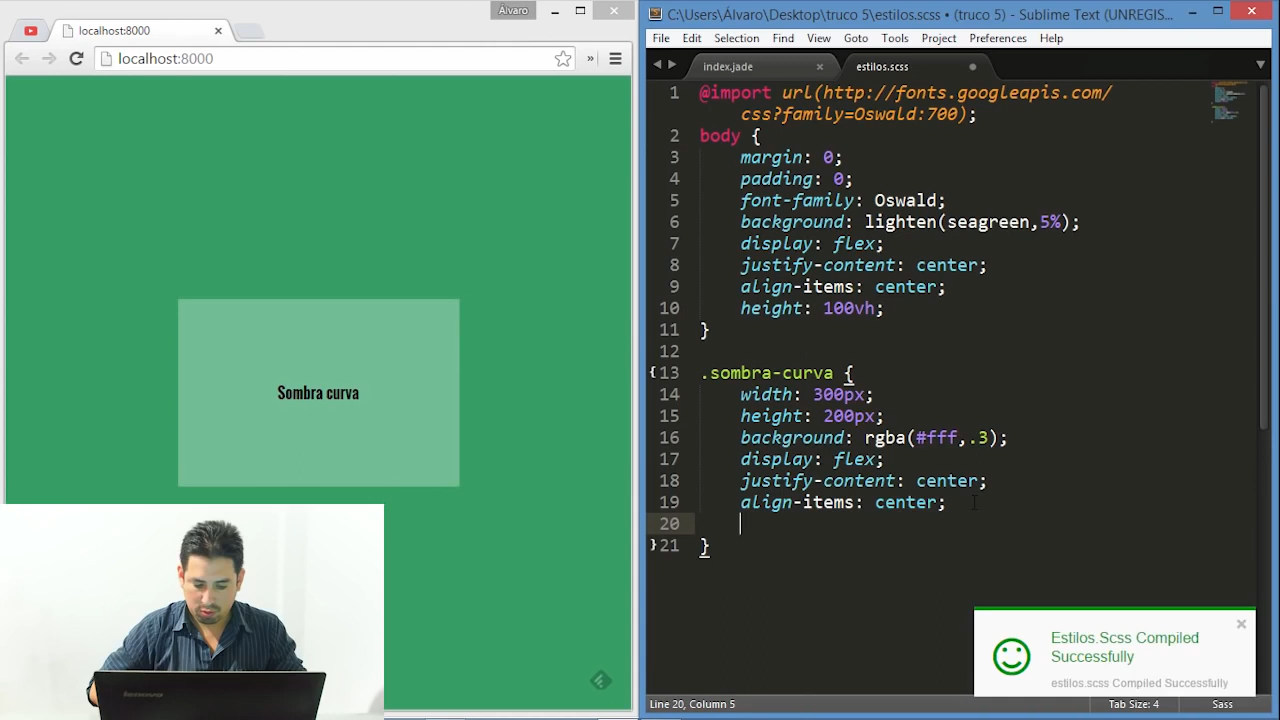 Álvaro
localhost:8000
localhost:8000
»
Sombra curva
C:\Users\Álvaro\Desktop\truco 5\estilos.scss • (truco 5) - Sublime Text (UNREGIS...
File Edit Selection Find View Goto Tools Project Preferences Help
index.jade estilos.scss
1 @import url(http://fonts.googleapis.com/
css?family=Oswald:700);
2 body {
3 margin: 0;
4 padding: 0;
5 font-family: Oswald;
6 background: lighten(seagreen,5%);
7 display: flex;
8 justify-content: center;
9 align-items: center;
10 height: 100vh;
11 }
12
{13 .sombra-curva {
14 width: 300px;
15 height: 200px;
16 background: rgba(#fff,.3);
17 display: flex;
18 justify-content: center;
19 align-items: center;
20
}21 }
Estilos.Scss Compiled
Successfully
estilos.scss Compiled Successfully
Line 20, Column 5 Tab Size: 4 Sass